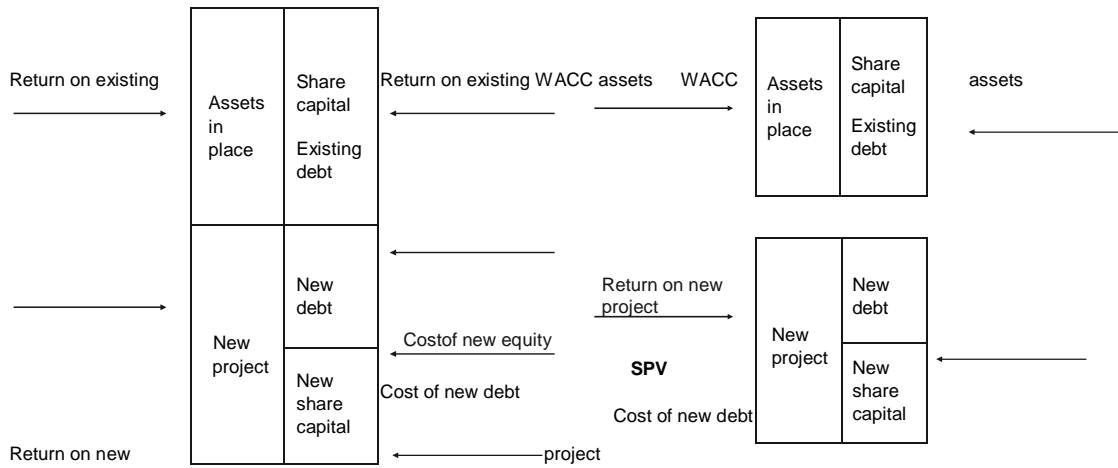 Return on existing
Assets
in
place
Share
capital
Existing
debt
Return on existing WACC assets WACC
Assets
in
place
Share
capital
Existing
debt
assets
New
project
New
debt
New
share
capital
Costof new equity
Cost of new debt
Return on new
project
SPV
Cost of new debt
New
project
New
debt
New
share
capital
Return on new
project